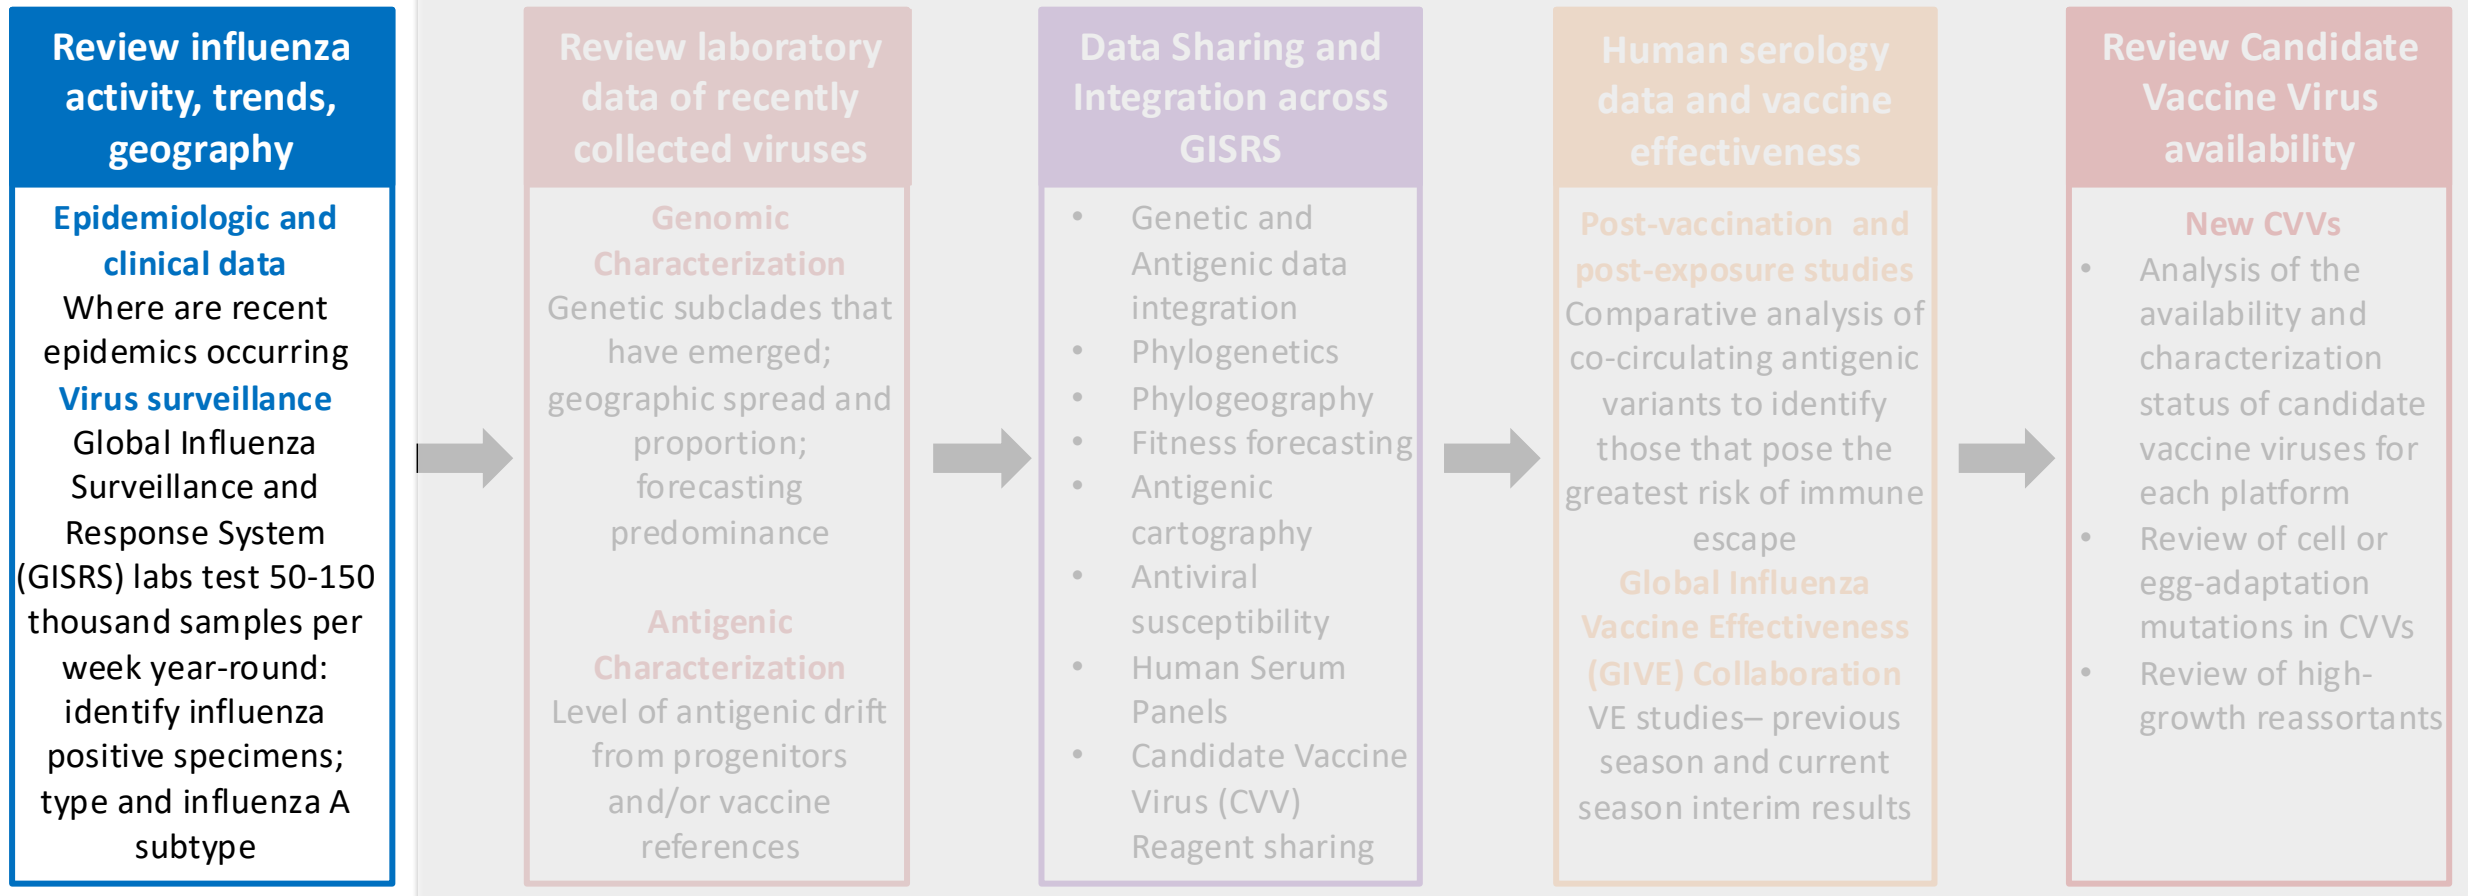 Review influenza
activity, trends,
geography
Epidemiologic and
clinical data
Where are recent
epidemics occurring
Virus surveillance
Global Influenza
Surveillance and
Response System
(GISRS) labs test 50-150
thousand samples per
week year-round:
identify influenza
positive specimens;
type and influenza A
subtype
Review laboratory
data of recently
collected viruses
Genomic
Characterization
Genetic subclades that
have emerged;
geographic spread and
proportion;
forecasting
predominance
Antigenic
Characterization
Level of antigenic drift
from progenitors
and/or vaccine
references
Data Sharing and
Integration across
GISRS
• Genetic and
Antigenic data
integration
• Phylogenetics
• Phylogeography
• Fitness forecasting
• Antigenic
cartography
• Antiviral
susceptibility
• Human Serum
Panels
• Candidate Vaccine
Virus (CVV)
Reagent sharing
Human serology
data and vaccine
effectiveness
Post-vaccination and
post-exposure studies
Comparative analysis of
co-circulating antigenic
variants to identify
those that pose the
greatest risk of immune
escape
Global Influenza
Vaccine Effectiveness
(GIVE) Collaboration
VE studies– previous
season and current
season interim results
Review Candidate
Vaccine Virus
availability
New CVVs
• Analysis of the
availability and
characterization
status of candidate
vaccine viruses for
each platform
• Review of cell or
egg-adaptation
mutations in CVVs
• Review of high-
growth reassortants